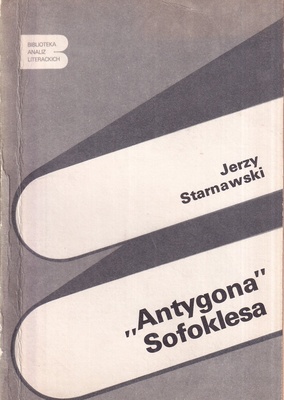 BIBLIOTEKA
ANALIZ
LITERACKICH
Jerzy
Starnawski
„Antygona"
Sofoklesa